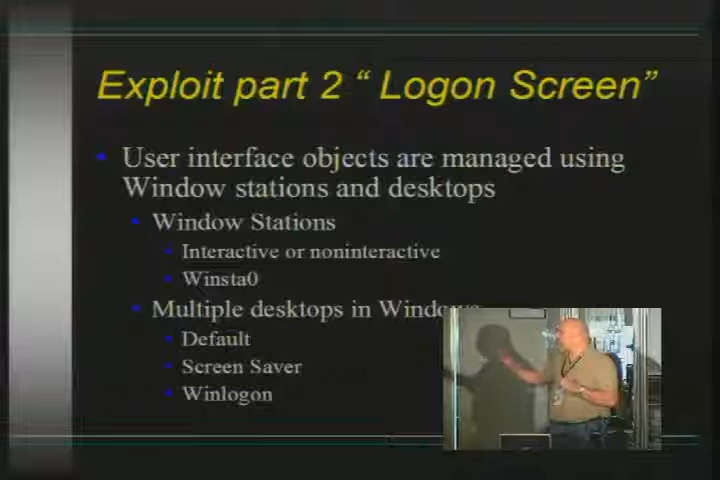 Exploit part 2 “ Logon Screen”
• User interface objects are managed using
Window stations and desktops
• Window Stations
• Interactive or noninteractive
• Winsta0
• Multiple desktops in Windows
• Default
• Screen Saver
• Winlogon